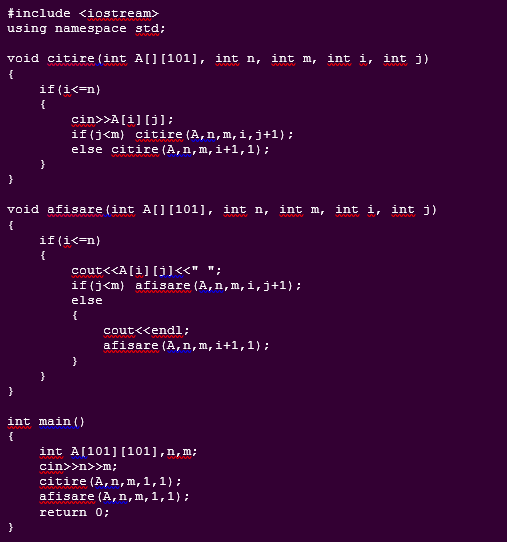 #include <iostream>
using namespace std;

void citire(int A[][101], int n, int m, int i, int j)
{
    if(i<=n)
    {
        cin>>A[i][j];
        if(j<m) citire(A,n,m,i,j+1);
        else citire(A,n,m,i+1,1);
    }
}

void afisare(int A[][101], int n, int m, int i, int j)
{
    if(i<=n)
    {
        cout<<A[i][j]<<" ";
        if(j<m) afisare(A,n,m,i,j+1);
        else
        {
            cout<<endl;
            afisare(A,n,m,i+1,1);
        }
    }
}

int main()
{
    int A[101][101],n,m;
    cin>>n>>m;
    citire(A,n,m,1,1);
    afisare(A,n,m,1,1);
    return 0;
}